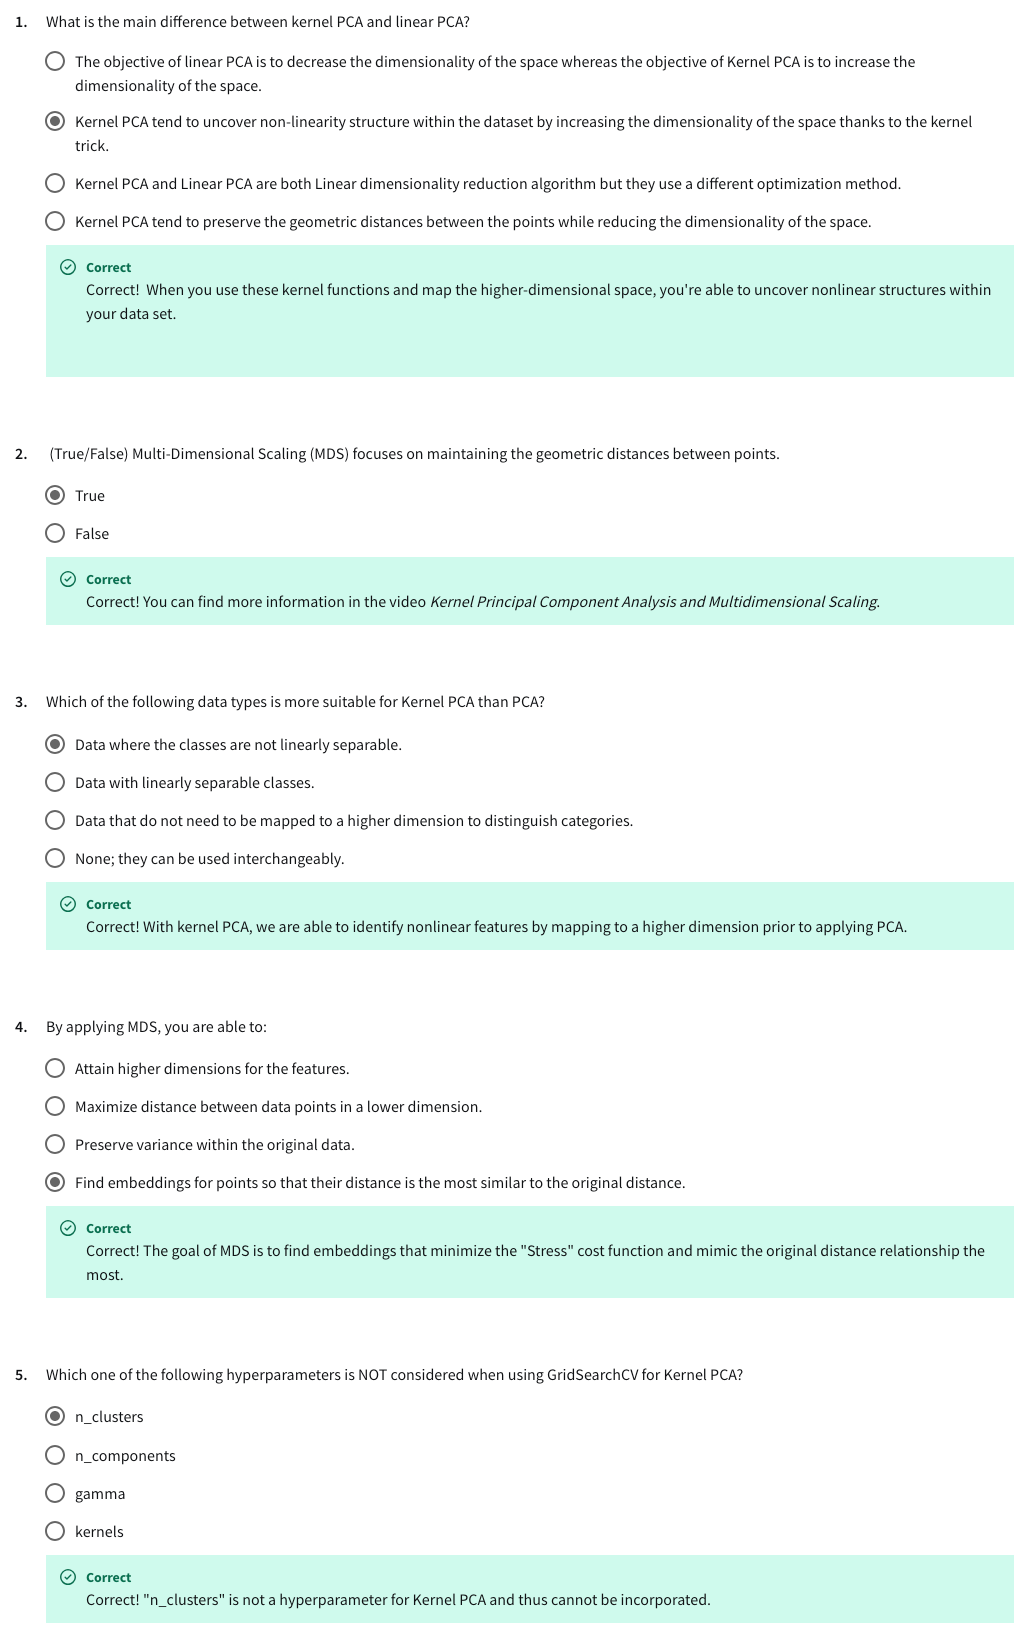 1. What is the main difference between kernel PCA and linear PCA?
The objective of linear PCA is to decrease the dimensionality of the space whereas the objective of Kernel PCA is to increase the
dimensionality of the space.
Kernel PCA tend to uncover non-linearity structure within the dataset by increasing the dimensionality of the space thanks to the kernel
trick.
Kernel PCA and Linear PCA are both Linear dimensionality reduction algorithm but they use a different optimization method.
Kernel PCA tend to preserve the geometric distances between the points while reducing the dimensionality of the space.
Correct
Correct! When you use these kernel functions and map the higher-dimensional space, you're able to uncover nonlinear structures within
your data set.
2. (True/False) Multi-Dimensional Scaling (MDS) focuses on maintaining the geometric distances between points.
True
False
Correct
Correct! You can find more information in the video Kernel Principal Component Analysis and Multidimensional Scaling.
3. Which of the following data types is more suitable for Kernel PCA than PCA?
Data where the classes are not linearly separable.
Data with linearly separable classes.
Data that do not need to be mapped to a higher dimension to distinguish categories.
None; they can be used interchangeably.
Correct
Correct! With kernel PCA, we are able to identify nonlinear features by mapping to a higher dimension prior to applying PCA.
4. By applying MDS, you are able to:
Attain higher dimensions for the features.
Maximize distance between data points in a lower dimension.
Preserve variance within the original data.
Find embeddings for points so that their distance is the most similar to the original distance.
Correct
Correct! The goal of MDS is to find embeddings that minimize the "Stress" cost function and mimic the original distance relationship the
most.
5. Which one of the following hyperparameters is NOT considered when using GridSearchCV for Kernel PCA?
n_clusters
n_components
gamma
kernels
Correct
Correct! "n_clusters" is not a hyperparameter for Kernel PCA and thus cannot be incorporated.